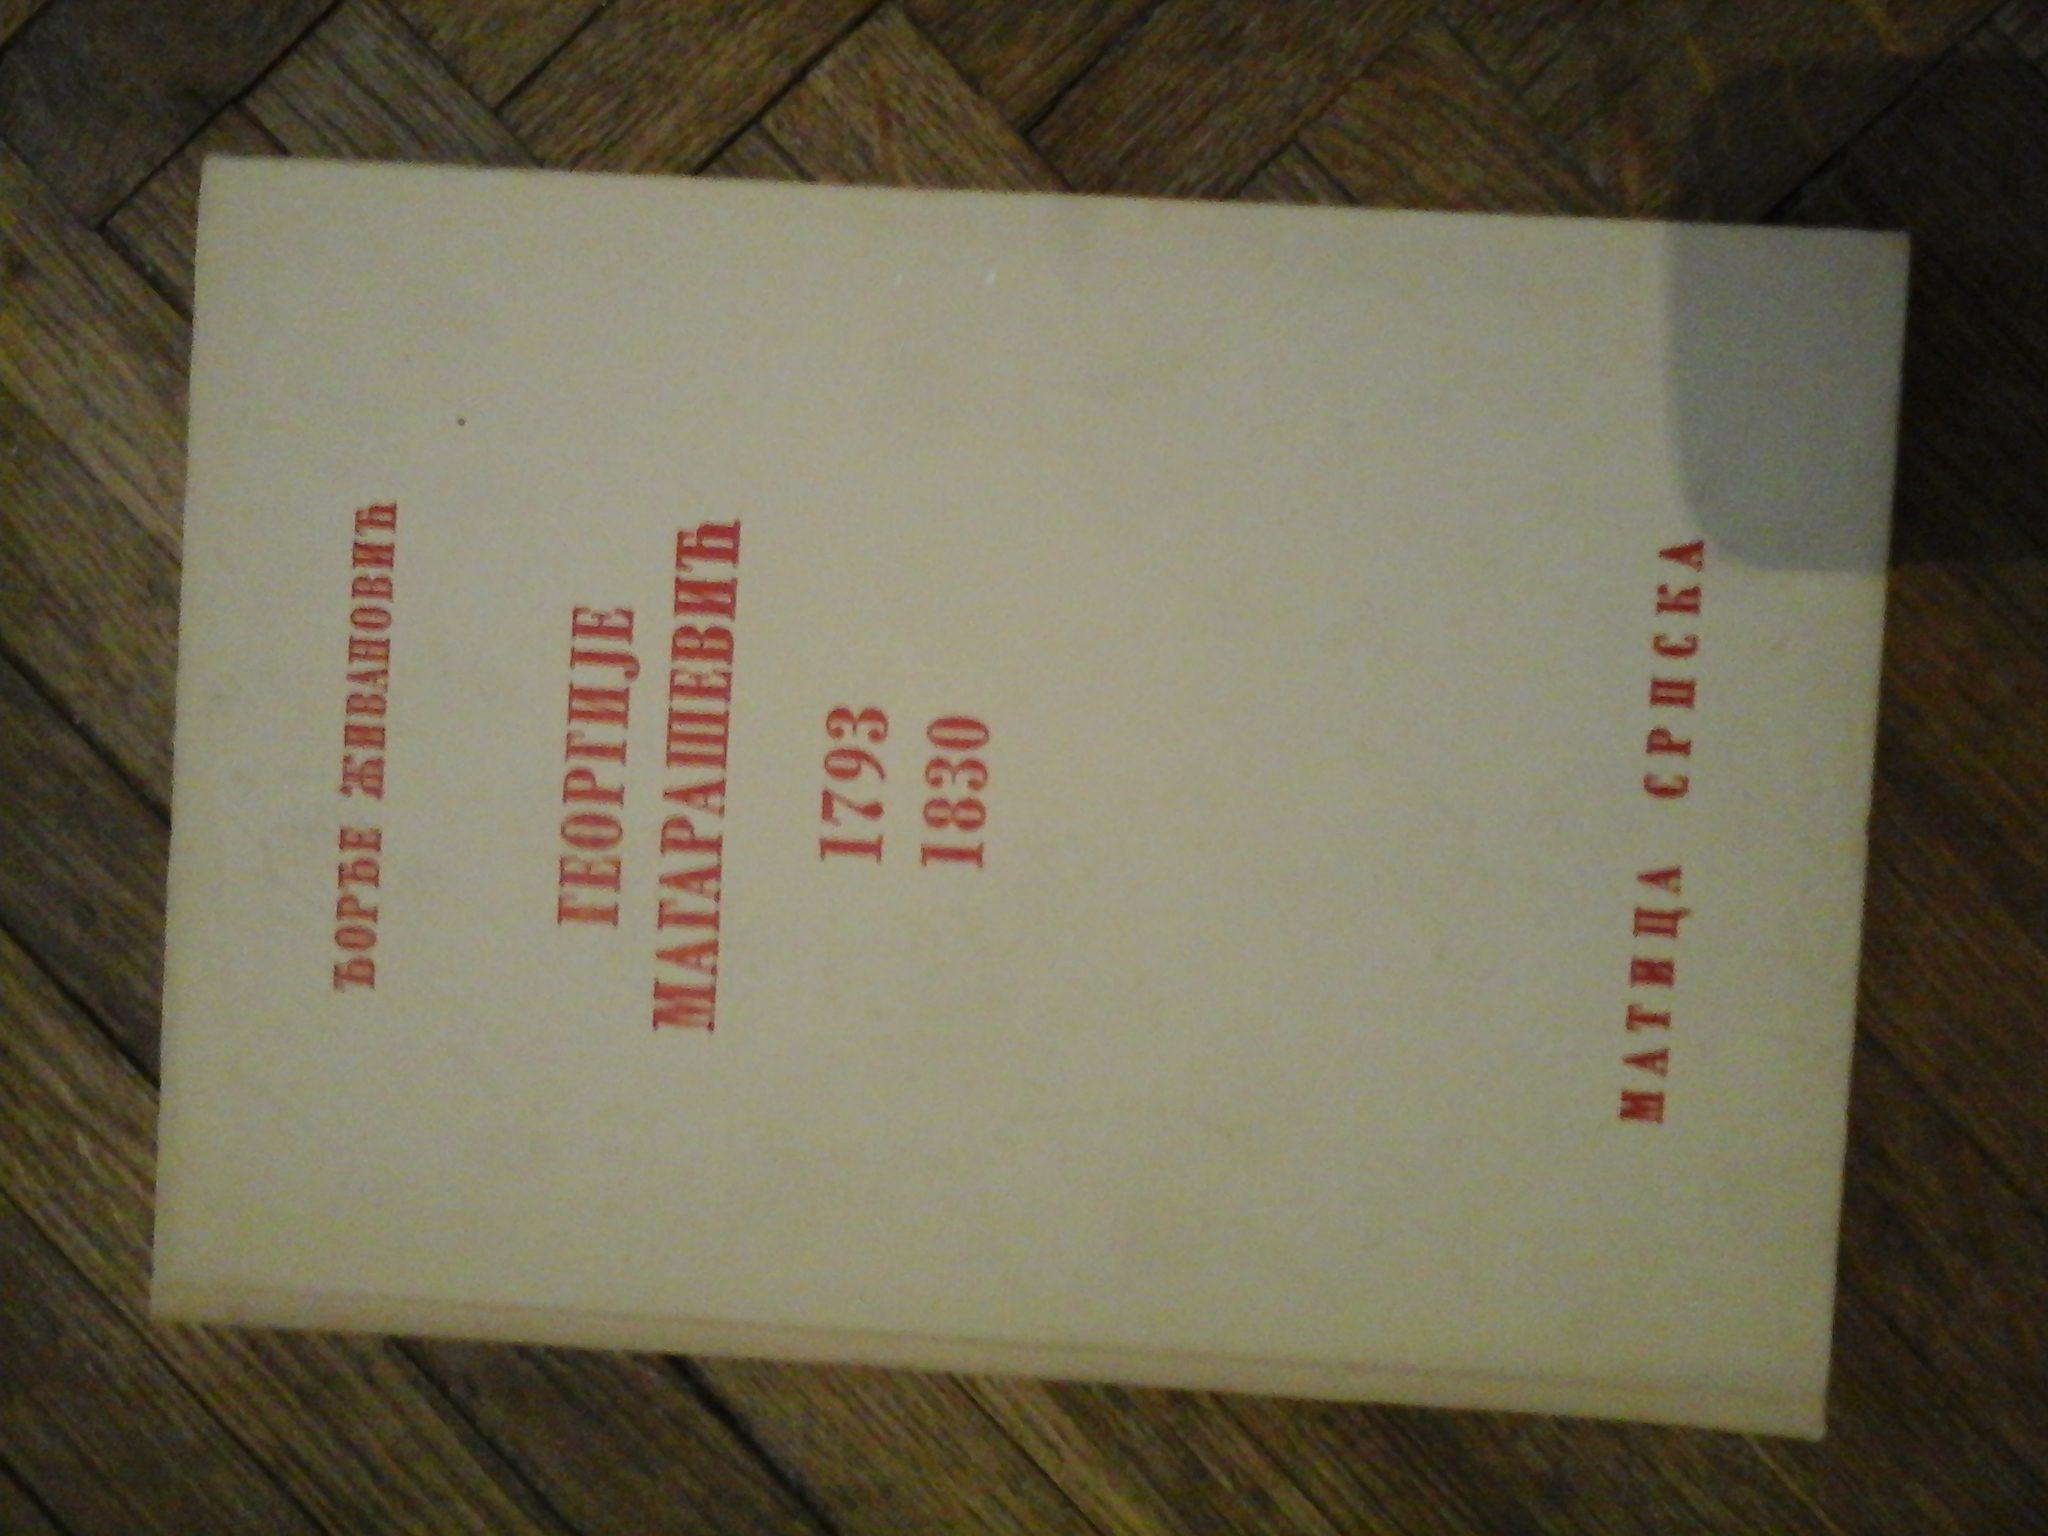 ЂОРЂЕ ЖИВАНОВИЋ
ГЕОРГИЈЕ
МАГАРАШЕВИЋ
1793
1830
МАТИЦА СРПСКА